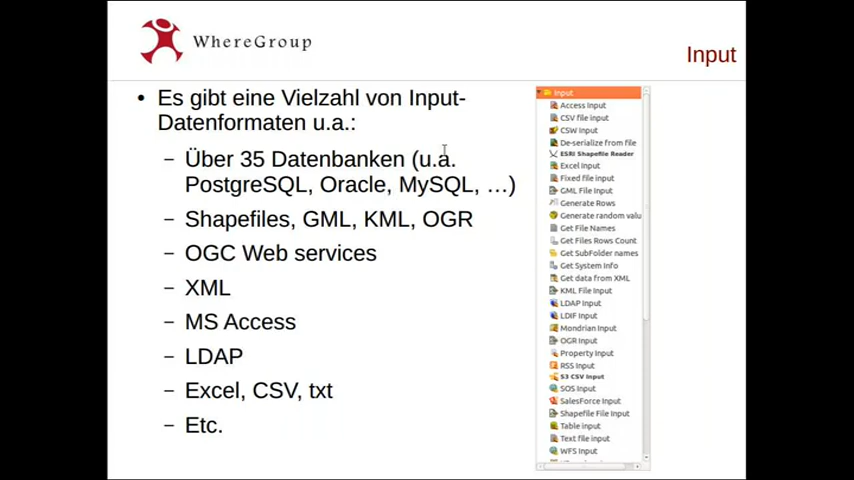 WhereGroup
Input
• Es gibt eine Vielzahl von Input-
Datenformaten u.a.:
– Über 35 Datenbanken (u.a.
PostgreSQL, Oracle, MySQL, …)
– Shapefiles, GML, KML, OGR
– OGC Web services
– XML
– MS Access
– LDAP
– Excel, CSV, txt
– Etc.
Input
Access Input
CSV file input
CSW Input
De-serialize from file
ESRI Shapefile Reader
Excel Input
Fixed file input
GML File Input
Generate Rows
Generate random valu
Get File Names
Get Files Rows Count
Get SubFolder names
Get System Info
Get data from XML
KML File Input
LDAP Input
LDIF Input
Mondrian Input
OGR Input
Property Input
RSS Input
S3 CSV Input
SOS Input
SalesForce Input
Shapefile File Input
Table input
Text file input
WFS Input